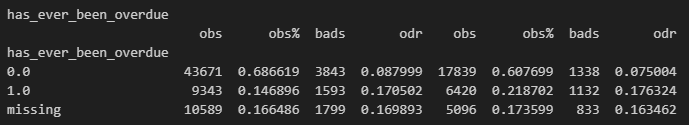 has_ever_been_overdue
obs obs% bads odr obs obs% bads odr
has_ever_been_overdue
0.0 43671 0.686619 3843 0.087999 17839 0.607699 1338 0.075004
1.0 9343 0.146896 1593 0.170502 6420 0.218702 1132 0.176324
missing 10589 0.166486 1799 0.169893 5096 0.173599 833 0.163462